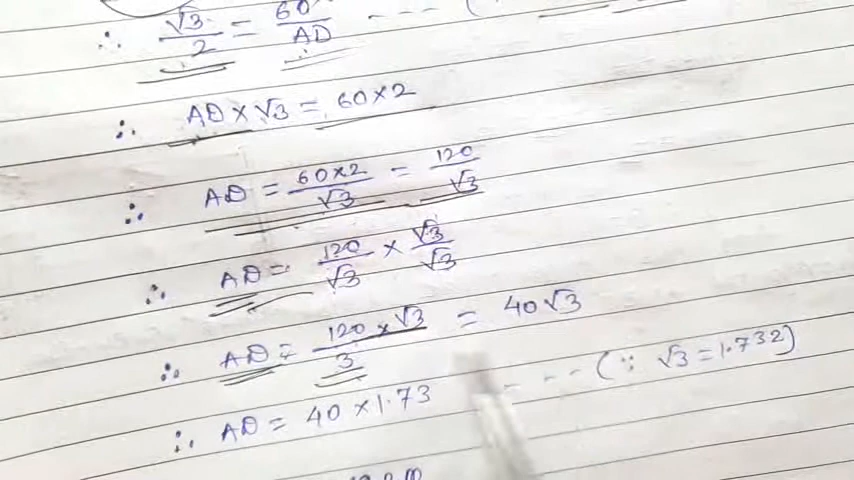 ∴ √3/2 = 60/AD ---- (
∴ AD × √3 = 60×2
∴ AD = 60×2/√3 = 120/√3
∴ AD = 120/√3 × √3/√3
∴ AD = 120×√3/3 = 40√3
∴ AD = 40×1.73 ---- (∵ √3 = 1.732)